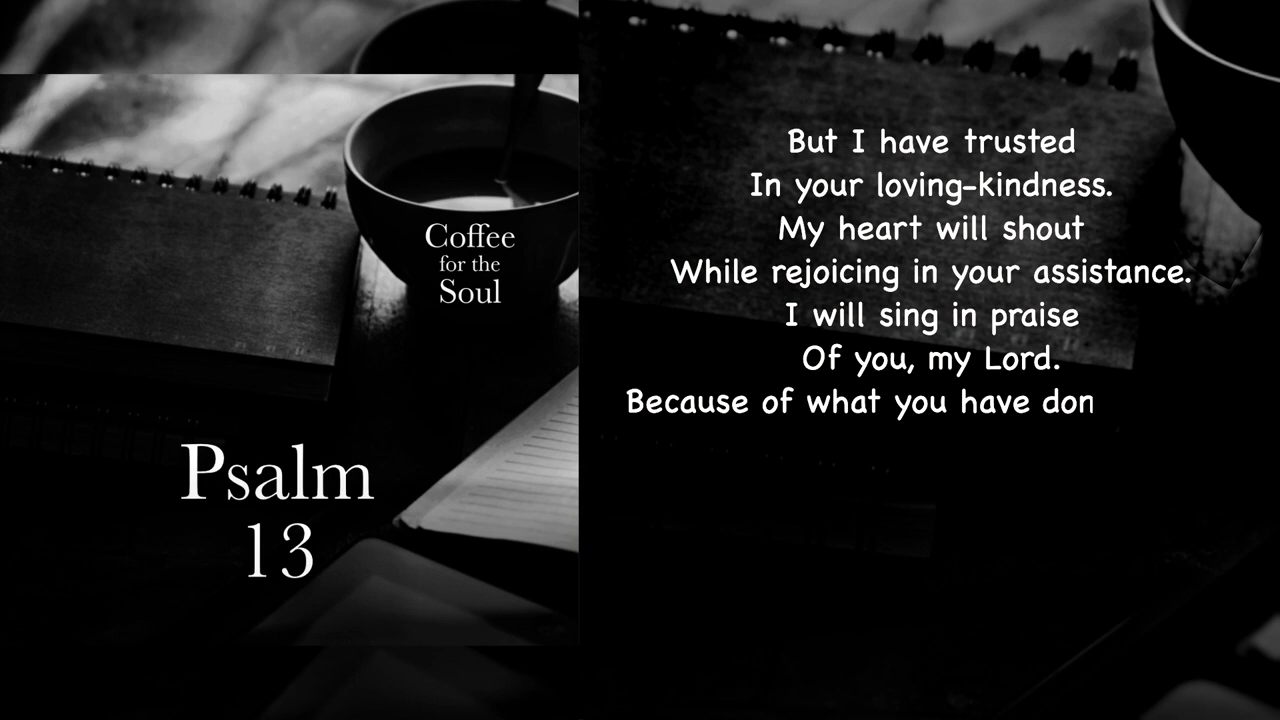 Coffee
for the
Soul
Psalm
13
But I have trusted
In your loving-kindness.
My heart will shout
While rejoicing in your assistance.
I will sing in praise
Of you, my Lord.
Because of what you have don